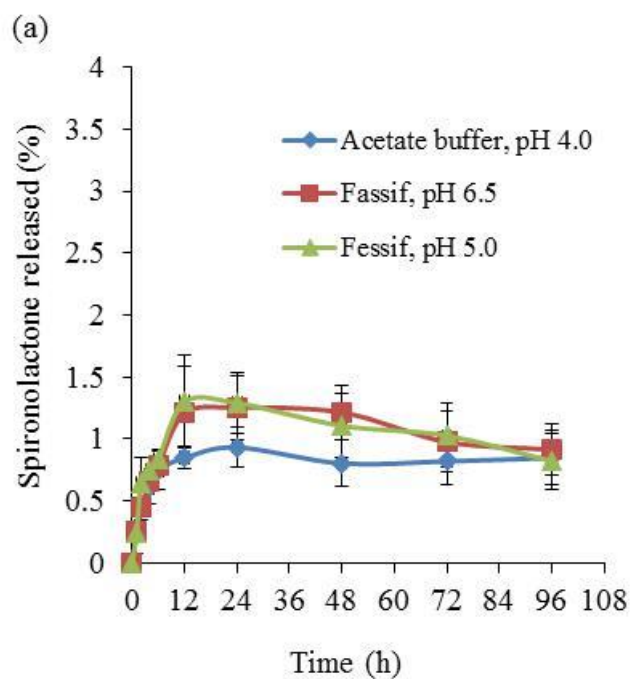 (a)
4
3.5
3
2.5
2
1.5
1
0.5
0
Spironolactone released (%)
Acetate buffer, pH 4.0
Fassif, pH 6.5
Fessif, pH 5.0
0 12 24 36 48 60 72 84 96 108
Time (h)